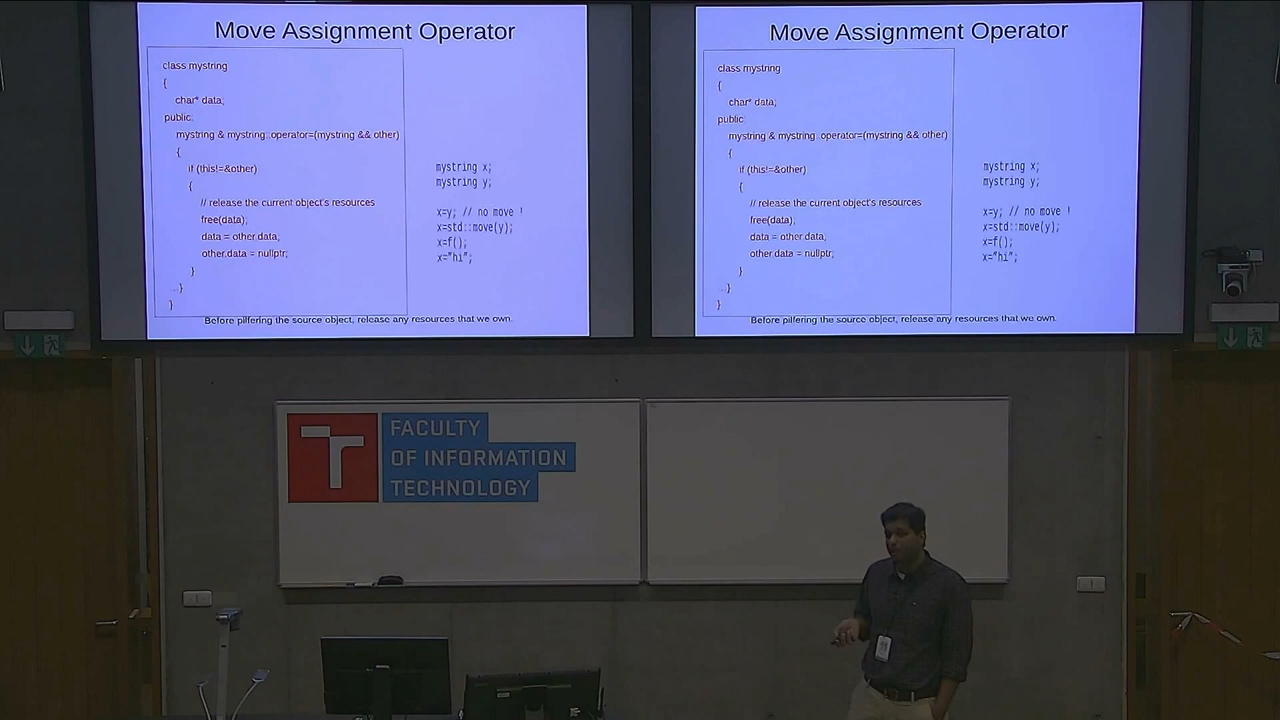 Move Assignment Operator
class mystring
{
char* data;
public:
mystring & mystring::operator=(mystring && other)
{
if (this!=&other)
{
// release the current object's resources
free(data);
data = other.data;
other.data = nullptr;
}
...}
}
mystring x;
mystring y;
x=y; // no move !
x=std::move(y);
x=f();
x="hi";
Before pilfering the source object, release any resources that we own.
Move Assignment Operator
class mystring
{
char* data;
public:
mystring & mystring::operator=(mystring && other)
{
if (this!=&other)
{
// release the current object's resources
free(data);
data = other.data;
other.data = nullptr;
}
...}
}
mystring x;
mystring y;
x=y; // no move !
x=std::move(y);
x=f();
x="hi";
Before pilfering the source object, release any resources that we own.
T
FACULTY
OF INFORMATION
TECHNOLOGY